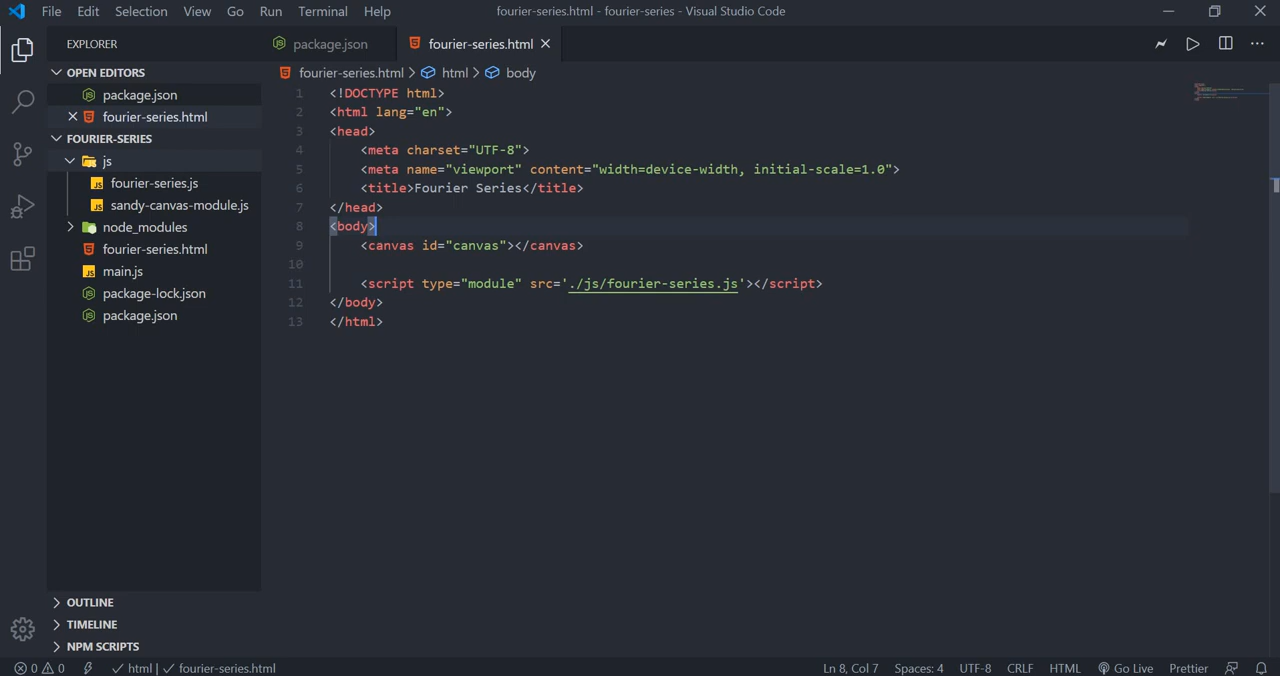 File Edit Selection View Go Run Terminal Help fourier-series.html - fourier-series - Visual Studio Code
EXPLORER
OPEN EDITORS
package.json
fourier-series.html
FOURIER-SERIES
js
fourier-series.js
sandy-canvas-module.js
node_modules
fourier-series.html
main.js
package-lock.json
package.json
OUTLINE
TIMELINE
NPM SCRIPTS
package.json fourier-series.html
fourier-series.html > html > body
1 <!DOCTYPE html>
2 <html lang="en">
3 <head>
4 <meta charset="UTF-8">
5 <meta name="viewport" content="width=device-width, initial-scale=1.0">
6 <title>Fourier Series</title>
7 </head>
8 <body>
9 <canvas id="canvas"></canvas>
10
11 <script type="module" src='./js/fourier-series.js'></script>
12 </body>
13 </html>
0 0 html | fourier-series.html Ln 8, Col 7 Spaces: 4 UTF-8 CRLF HTML Go Live Prettier